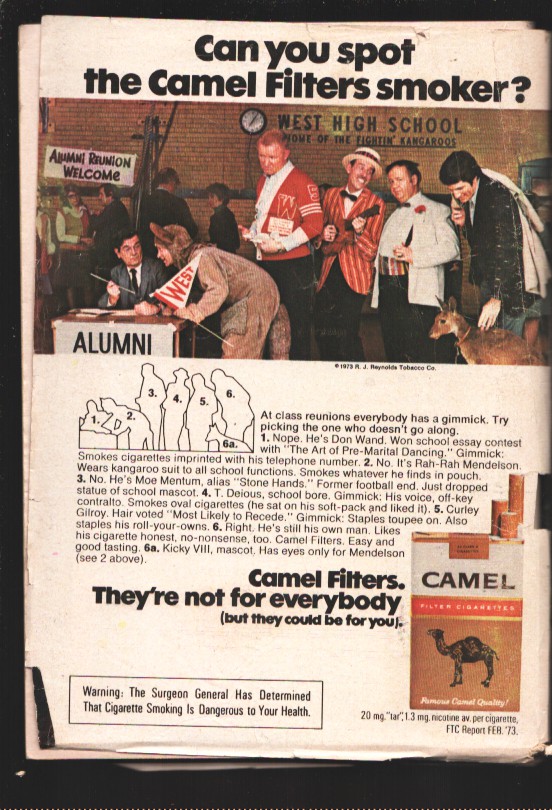 Can you spot
the Camel Filters smoker?
WEST HIGH SCHOOL
HOME OF THE FIGHTIN' KANGAROOS
ALUMNI REUNION
WELCOME
5
W
WEST
ALUMNI
©1973 R. J. Reynolds Tobacco Co.
1.
2.
3.
4.
5.
6.
6a.
At class reunions everybody has a gimmick. Try
picking the one who doesn't go along.
1. Nope. He's Don Wand. Won school essay contest
with "The Art of Pre-Marital Dancing." Gimmick:
Smokes cigarettes imprinted with his telephone number. 2. No. It's Rah-Rah Mendelson.
Wears kangaroo suit to all school functions. Smokes whatever he finds in pouch.
3. No. He's Moe Mentum, alias "Stone Hands." Former football end. Just dropped
statue of school mascot. 4. T. Deious, school bore. Gimmick: His voice, off-key
contralto. Smokes oval cigarettes (he sat on his soft-pack and liked it). 5. Curley
Gilroy. Hair voted "Most Likely to Recede." Gimmick: Staples toupee on. Also
staples his roll-your-owns. 6. Right. He's still his own man. Likes
his cigarette honest, no-nonsense, too. Camel Filters. Easy and
good tasting. 6a. Kicky VIII, mascot. Has eyes only for Mendelson
(see 2 above).
Camel Filters.
They're not for everybody
(but they could be for you).
CAMEL
FILTER CIGARETTES
Famous Camel Quality!
Warning: The Surgeon General Has Determined
That Cigarette Smoking Is Dangerous to Your Health.
20 mg. "tar", 1.3 mg. nicotine av. per cigarette,
FTC Report FEB. '73.